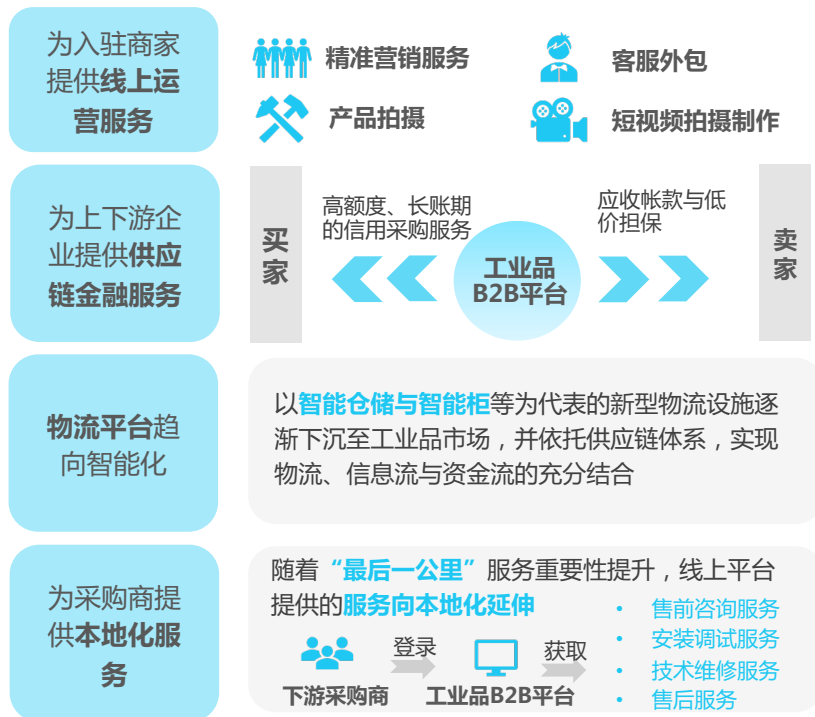 为入驻商家
提供线上运
营服务
精准营销服务
客服外包
产品拍摄
短视频拍摄制作
为上下游企
业提供供应
链金融服务
买
家
高额度、长账期
的信用采购服务
工业品
B2B平台
应收帐款与低
价担保
卖
家
物流平台趋
向智能化
以智能仓储与智能柜等为代表的新型物流设施逐
渐下沉至工业品市场，并依托供应链体系，实现
物流、信息流与资金流的充分结合
为采购商提
供本地化服
务
随着“最后一公里”服务重要性提升，线上平台
提供的服务向本地化延伸
登录
获取
下游采购商
工业品B2B平台
• 售前咨询服务
• 安装调试服务
• 技术维修服务
• 售后服务